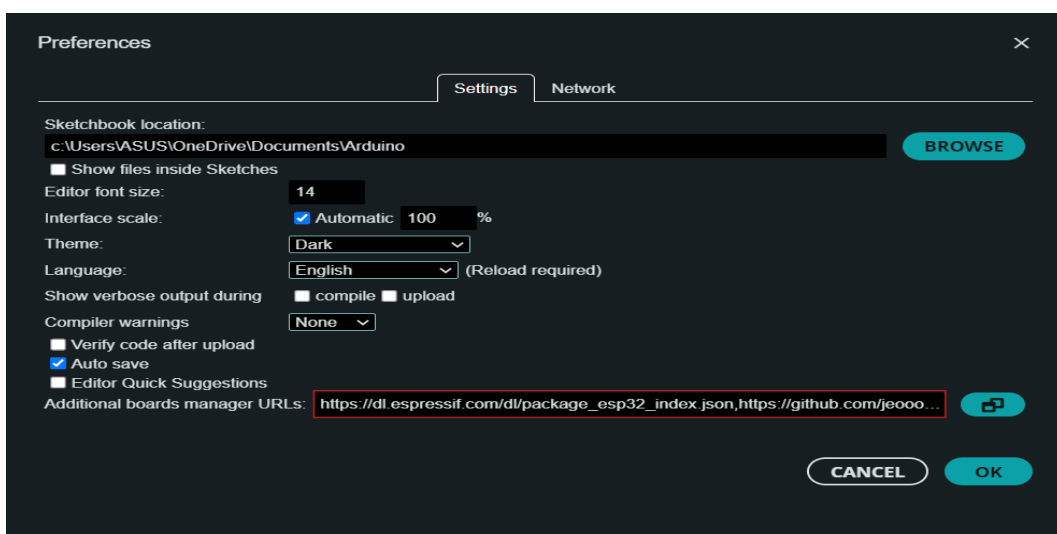 Preferences
Settings Network
Sketchbook location:
c:\Users\ASUS\OneDrive\Documents\Arduino
BROWSE
Show files inside Sketches
Editor font size: 14
Interface scale: Automatic 100 %
Theme: Dark
Language: English (Reload required)
Show verbose output during compile upload
Compiler warnings None
Verify code after upload
Auto save
Editor Quick Suggestions
Additional boards manager URLs: https://dl.espressif.com/dl/package_esp32_index.json,https://github.com/jeooo...
CANCEL OK